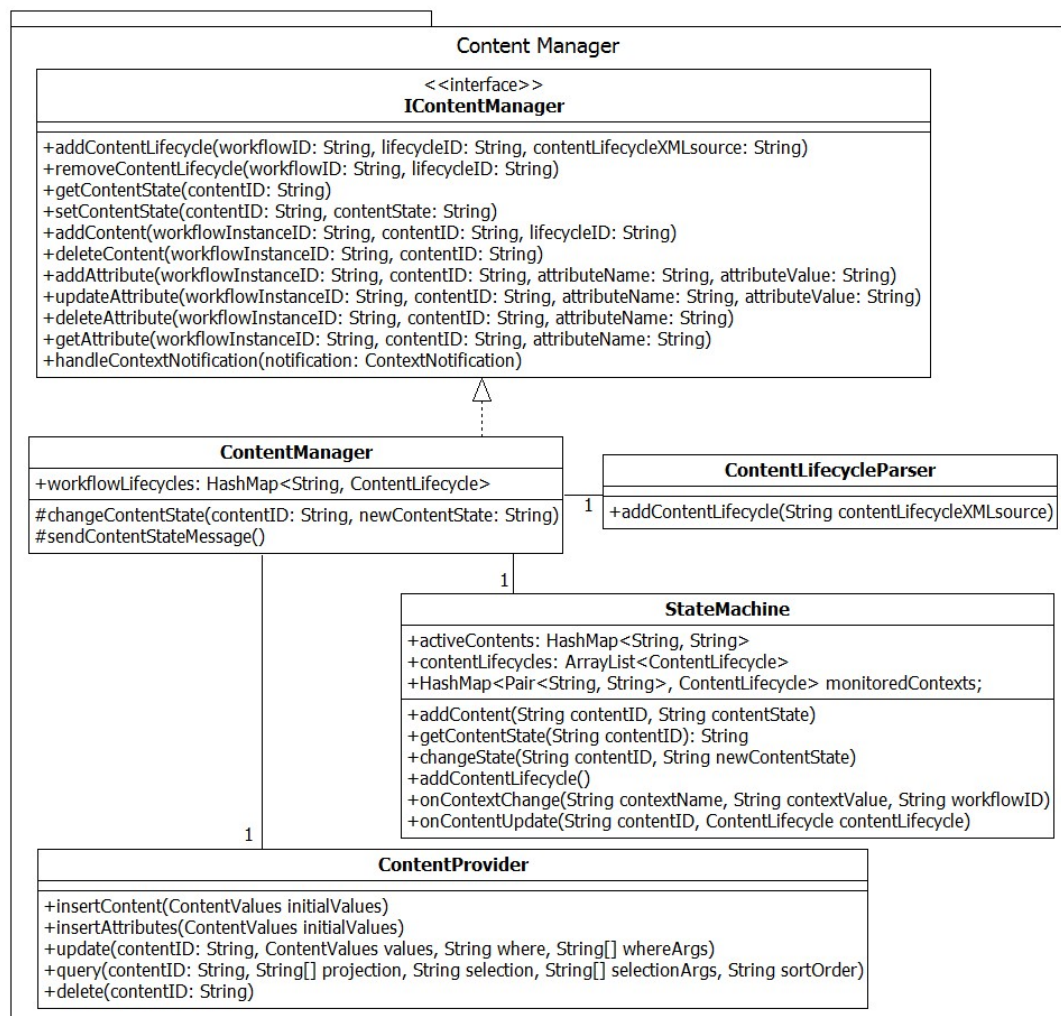 Content Manager
<<interface>>
IContentManager
+addContentLifecycle(workflowID: String, lifecycleID: String, contentLifecycleXMLsource: String)
+removeContentLifecycle(workflowID: String, lifecycleID: String)
+getContentState(contentID: String)
+setContentState(contentID: String, contentState: String)
+addContent(workflowInstanceID: String, contentID: String, lifecycleID: String)
+deleteContent(workflowInstanceID: String, contentID: String)
+addAttribute(workflowInstanceID: String, contentID: String, attributeName: String, attributeValue: String)
+updateAttribute(workflowInstanceID: String, contentID: String, attributeName: String, attributeValue: String)
+deleteAttribute(workflowInstanceID: String, contentID: String, attributeName: String)
+getAttribute(workflowInstanceID: String, contentID: String, attributeName: String)
+handleContextNotification(notification: ContextNotification)
ContentManager
+workflowLifecycles: HashMap<String, ContentLifecycle>
#changeContentState(contentID: String, newContentState: String)
#sendContentStateMessage()
ContentLifecycleParser
+addContentLifecycle(String contentLifecycleXMLsource)
1
1
StateMachine
+activeContents: HashMap<String, String>
+contentLifecycles: ArrayList<ContentLifecycle>
+HashMap<Pair<String, String>, ContentLifecycle> monitoredContexts;
+addContent(String contentID, String contentState)
+getContentState(String contentID): String
+changeState(String contentID, String newContentState)
+addContentLifecycle()
+onContextChange(String contextName, String contextValue, String workflowID)
+onContentUpdate(String contentID, ContentLifecycle contentLifecycle)
1
ContentProvider
+insertContent(ContentValues initialValues)
+insertAttributes(ContentValues initialValues)
+update(contentID: String, ContentValues values, String where, String[] whereArgs)
+query(contentID: String, String[] projection, String selection, String[] selectionArgs, String sortOrder)
+delete(contentID: String)